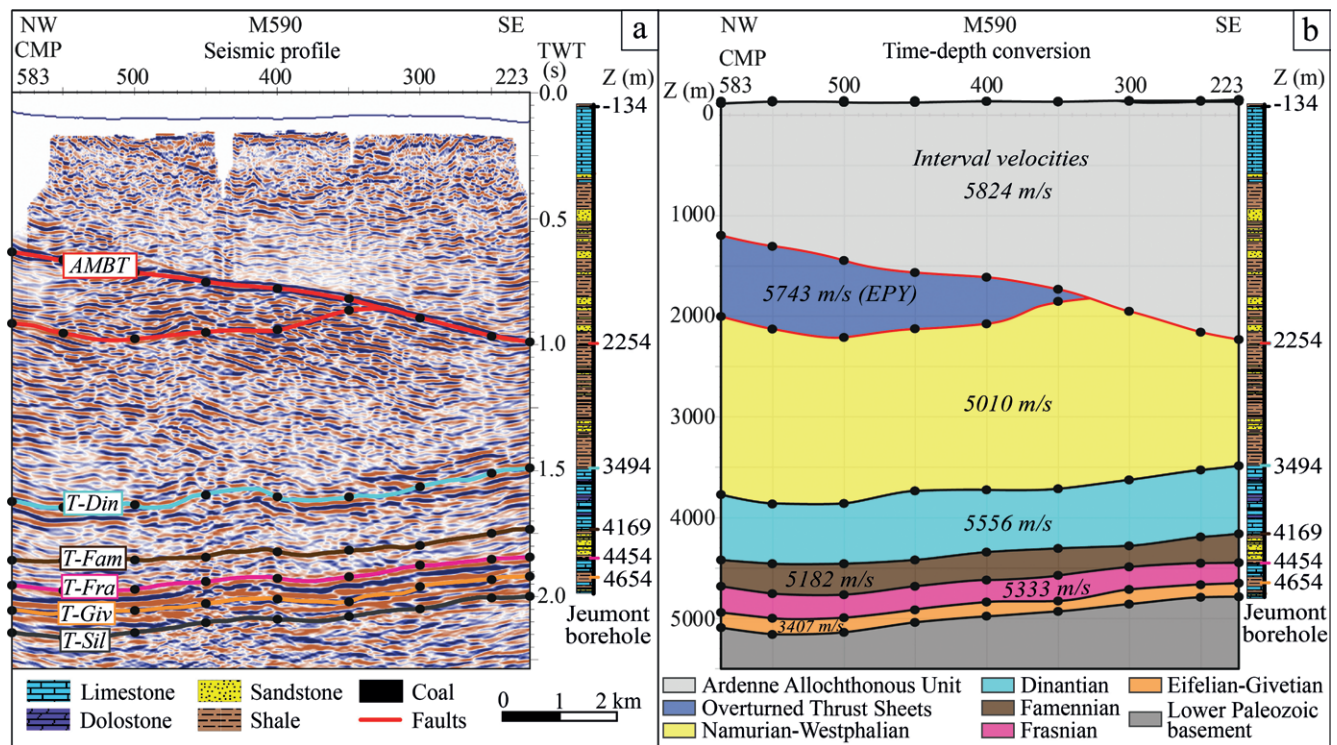 NW M590 SE a
CMP Seismic profile TWT
(s) Z (m)
583 500 400 300 223
0.0
-134
0.5
AMBT
1.0
2254
1.5
3494
T-Din
4169
T-Fam
4454
T-Fra
4654
T-Giv
2.0
T-Sil
Jeumont
borehole
Limestone Sandstone Coal
Dolostone Shale Faults
0 1 2 km
NW M590 SE b
CMP Time-depth conversion
Z (m) 583 500 400 300 223 Z (m)
0
-134
Interval velocities
5824 m/s
1000
5743 m/s (EPY)
2000
2254
5010 m/s
3000
3494
4000
5556 m/s
4169
5182 m/s
4454
5333 m/s
4654
5000
3407 m/s
Jeumont
borehole
Ardenne Allochthonous Unit Dinantian Eifelian-Givetian
Overturned Thrust Sheets Famennian Lower Paleozoic
Namurian-Westphalian Frasnian basement